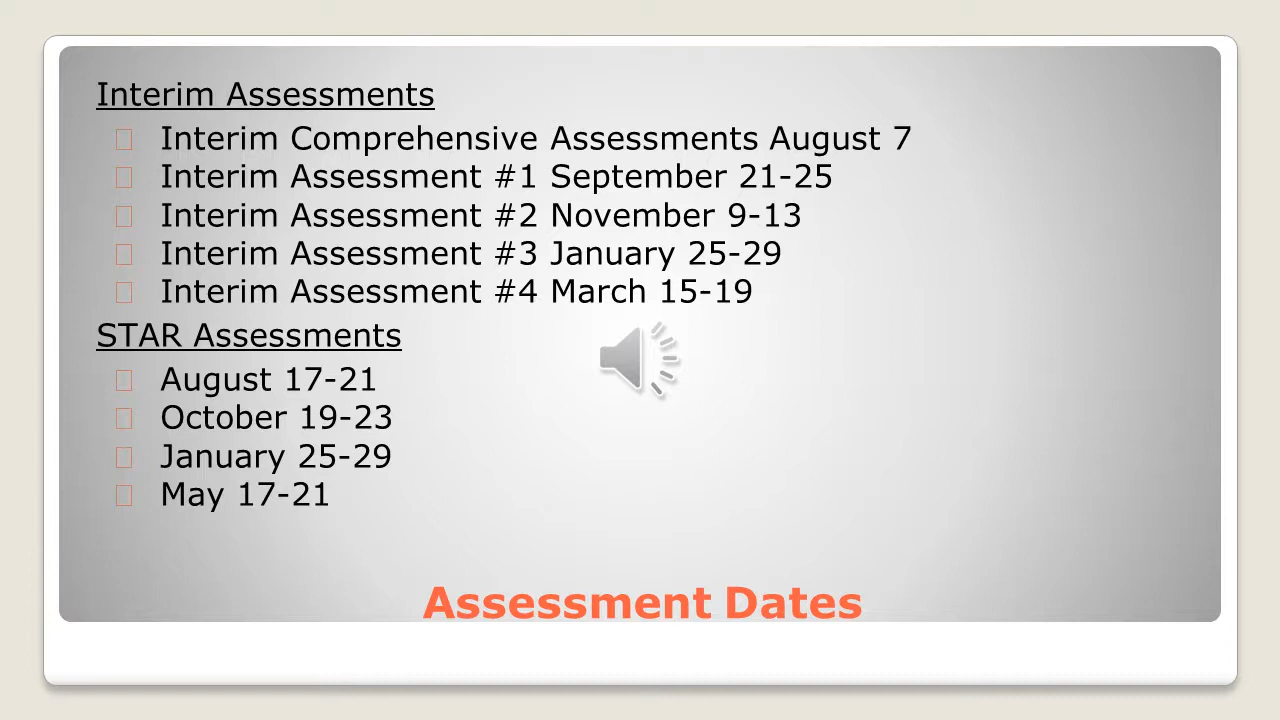 Interim Assessments
Interim Comprehensive Assessments August 7
Interim Assessment #1 September 21-25
Interim Assessment #2 November 9-13
Interim Assessment #3 January 25-29
Interim Assessment #4 March 15-19
STAR Assessments
August 17-21
October 19-23
January 25-29
May 17-21
Assessment Dates